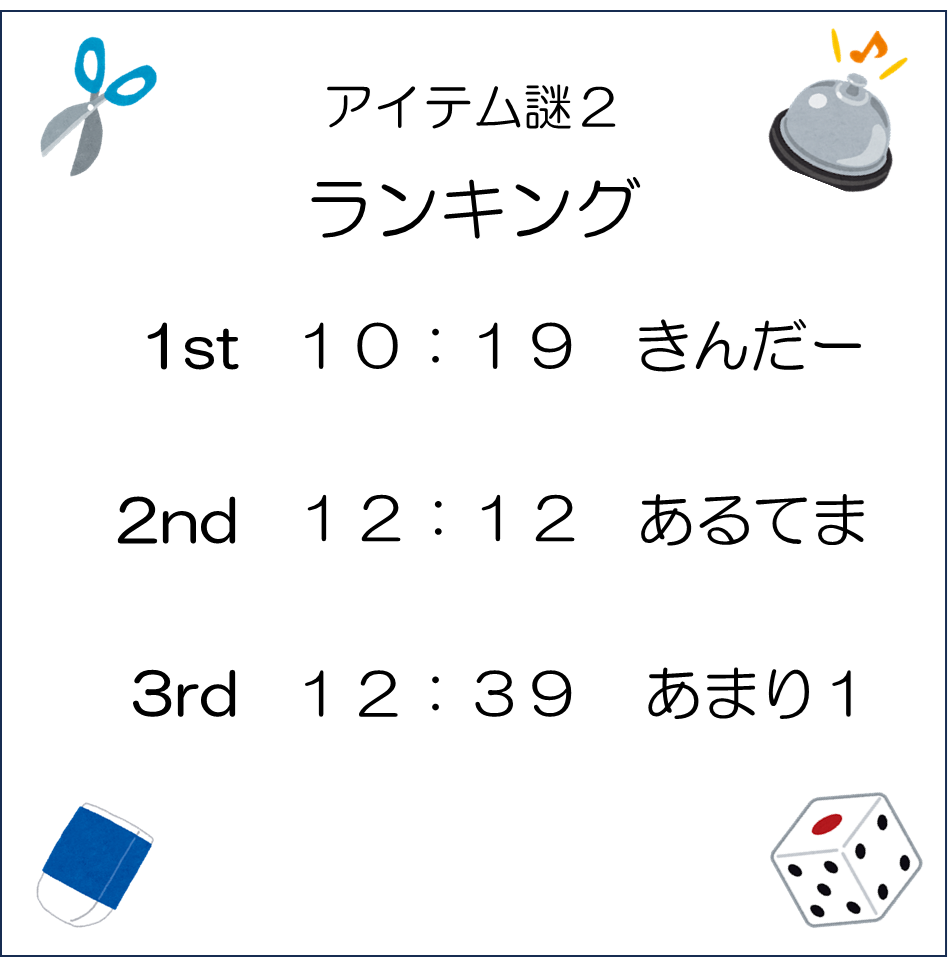 アイテム謎２
ランキング
1st　１０：１９　きんだー
2nd　１２：１２　あるてま
3rd　１２：３９　あまり１